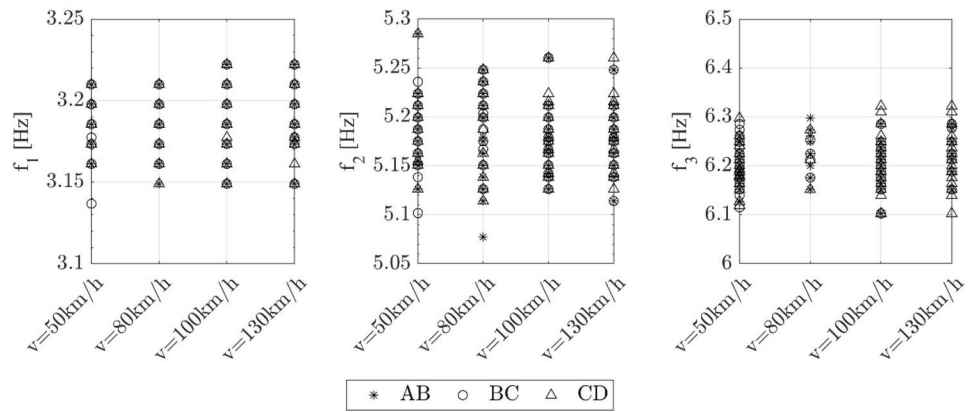 3.25
3.2
3.15
3.1
f1 [Hz]
v=50km/h
v=80km/h
v=100km/h
v=130km/h
5.3
5.25
5.2
5.15
5.1
5.05
f2 [Hz]
v=50km/h
v=80km/h
v=100km/h
v=130km/h
6.5
6.4
6.3
6.2
6.1
6
f3 [Hz]
v=50km/h
v=80km/h
v=100km/h
v=130km/h
AB BC CD